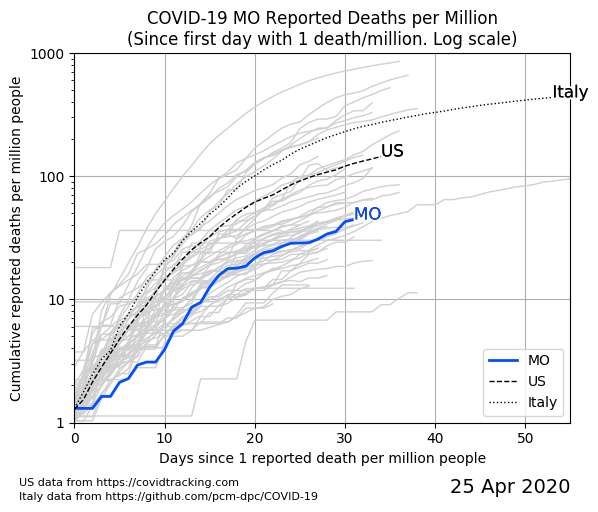 COVID-19 MO Reported Deaths per Million
(Since first day with 1 death/million. Log scale)
Cumulative reported deaths per million people
1000
100
10
1
Italy
US
MO
MO
US
Italy
0 10 20 30 40 50
Days since 1 reported death per million people
US data from https://covidtracking.com
Italy data from https://github.com/pcm-dpc/COVID-19
25 Apr 2020